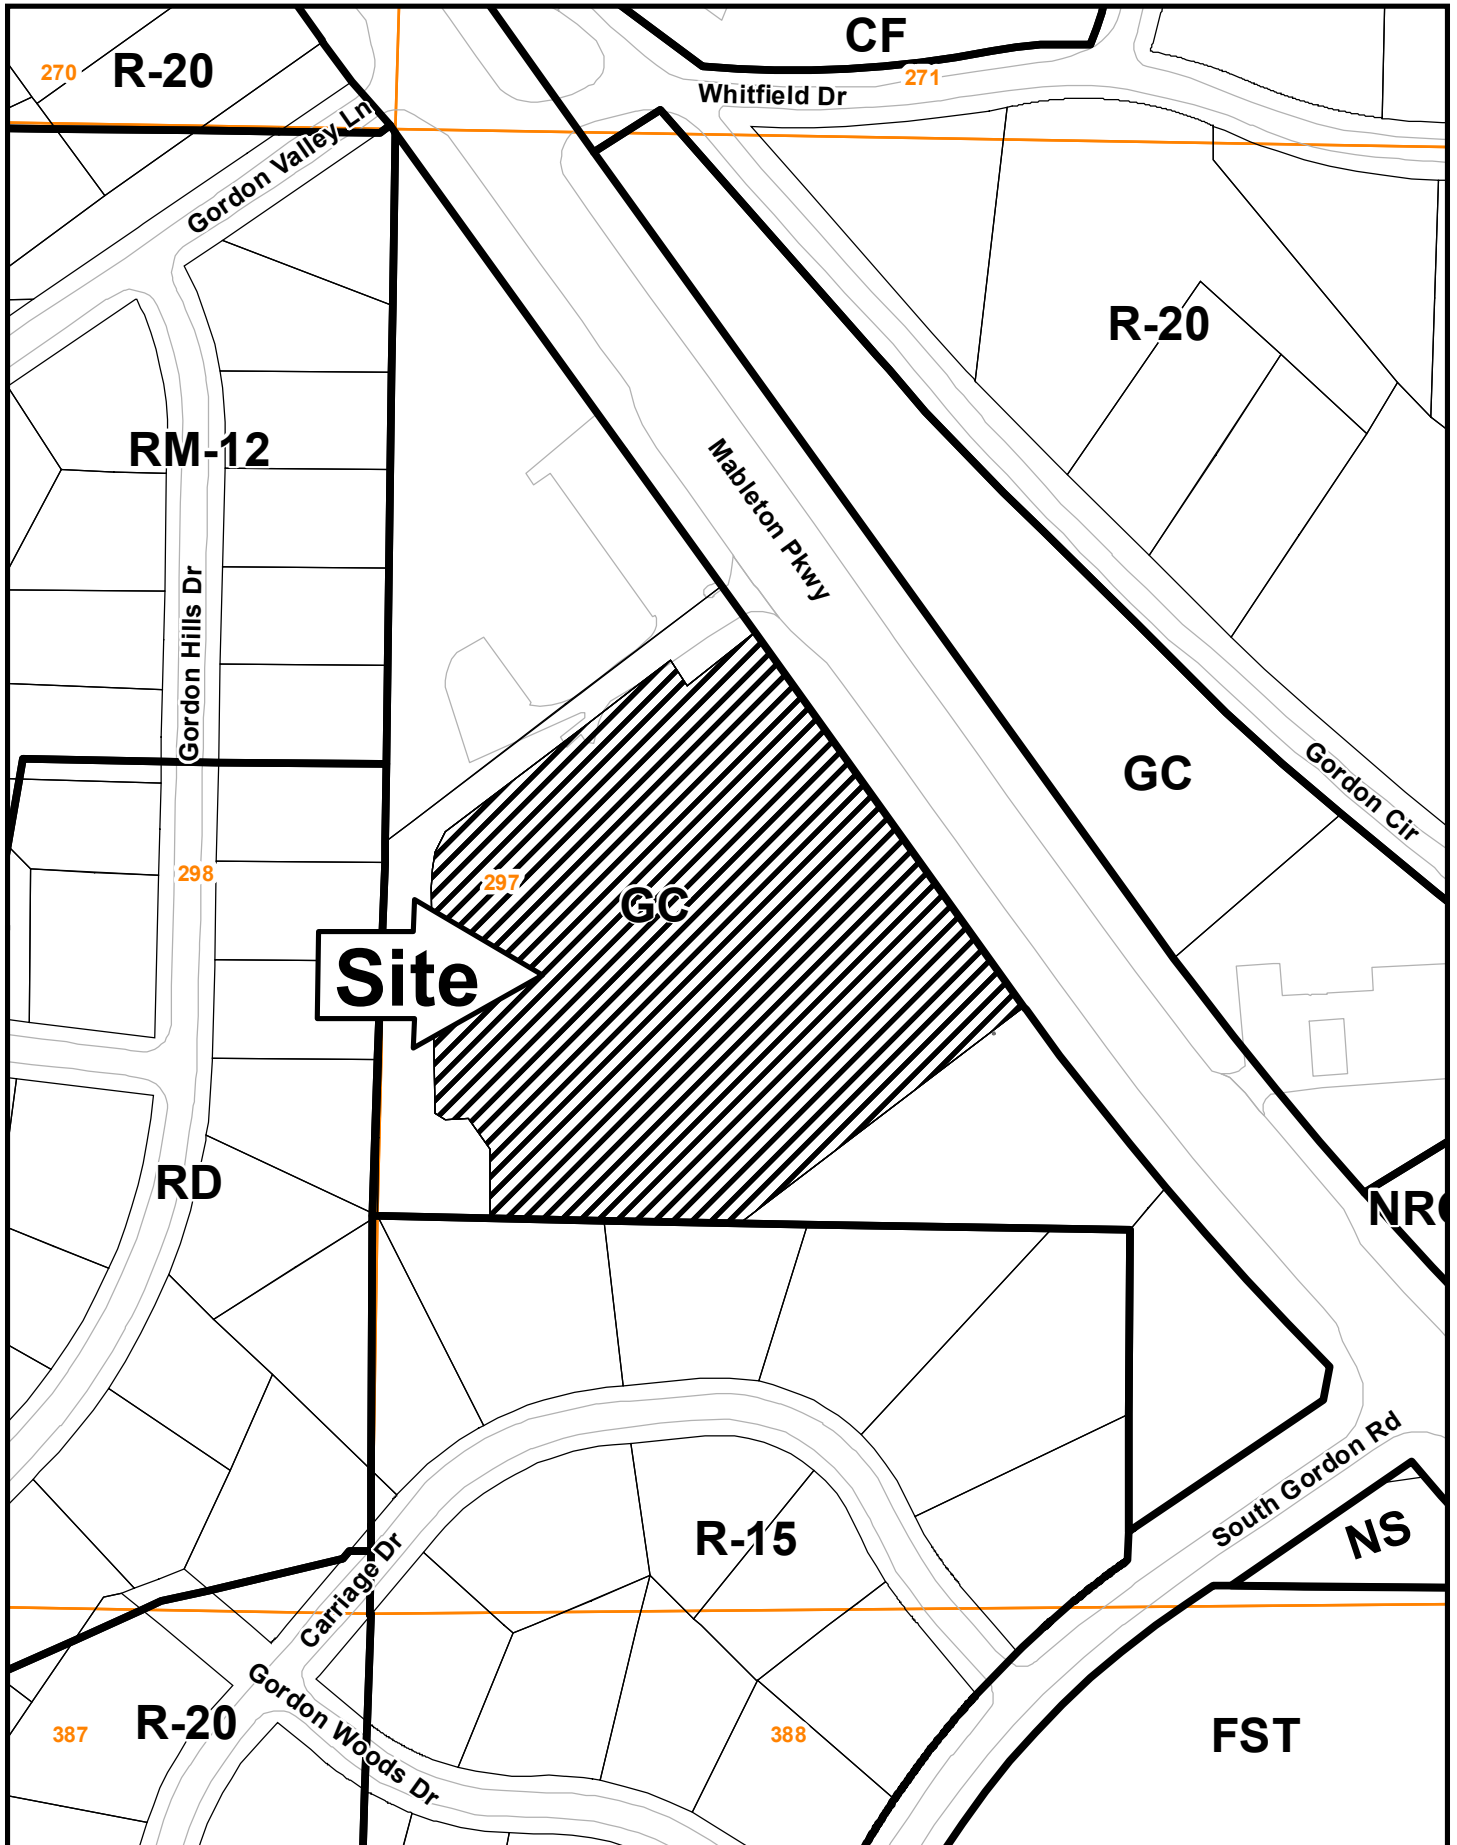 CF
R-20
270
271
Whitfield Dr
Gordon Valley Ln
R-20
RM-12
Mableton Pkwy
Gordon Hills Dr
GC
Gordon Cir
298
297
GC
Site
RD
NR
South Gordon Rd
NS
R-15
Carriage Dr
Gordon Woods Dr
R-20
387
388
FST